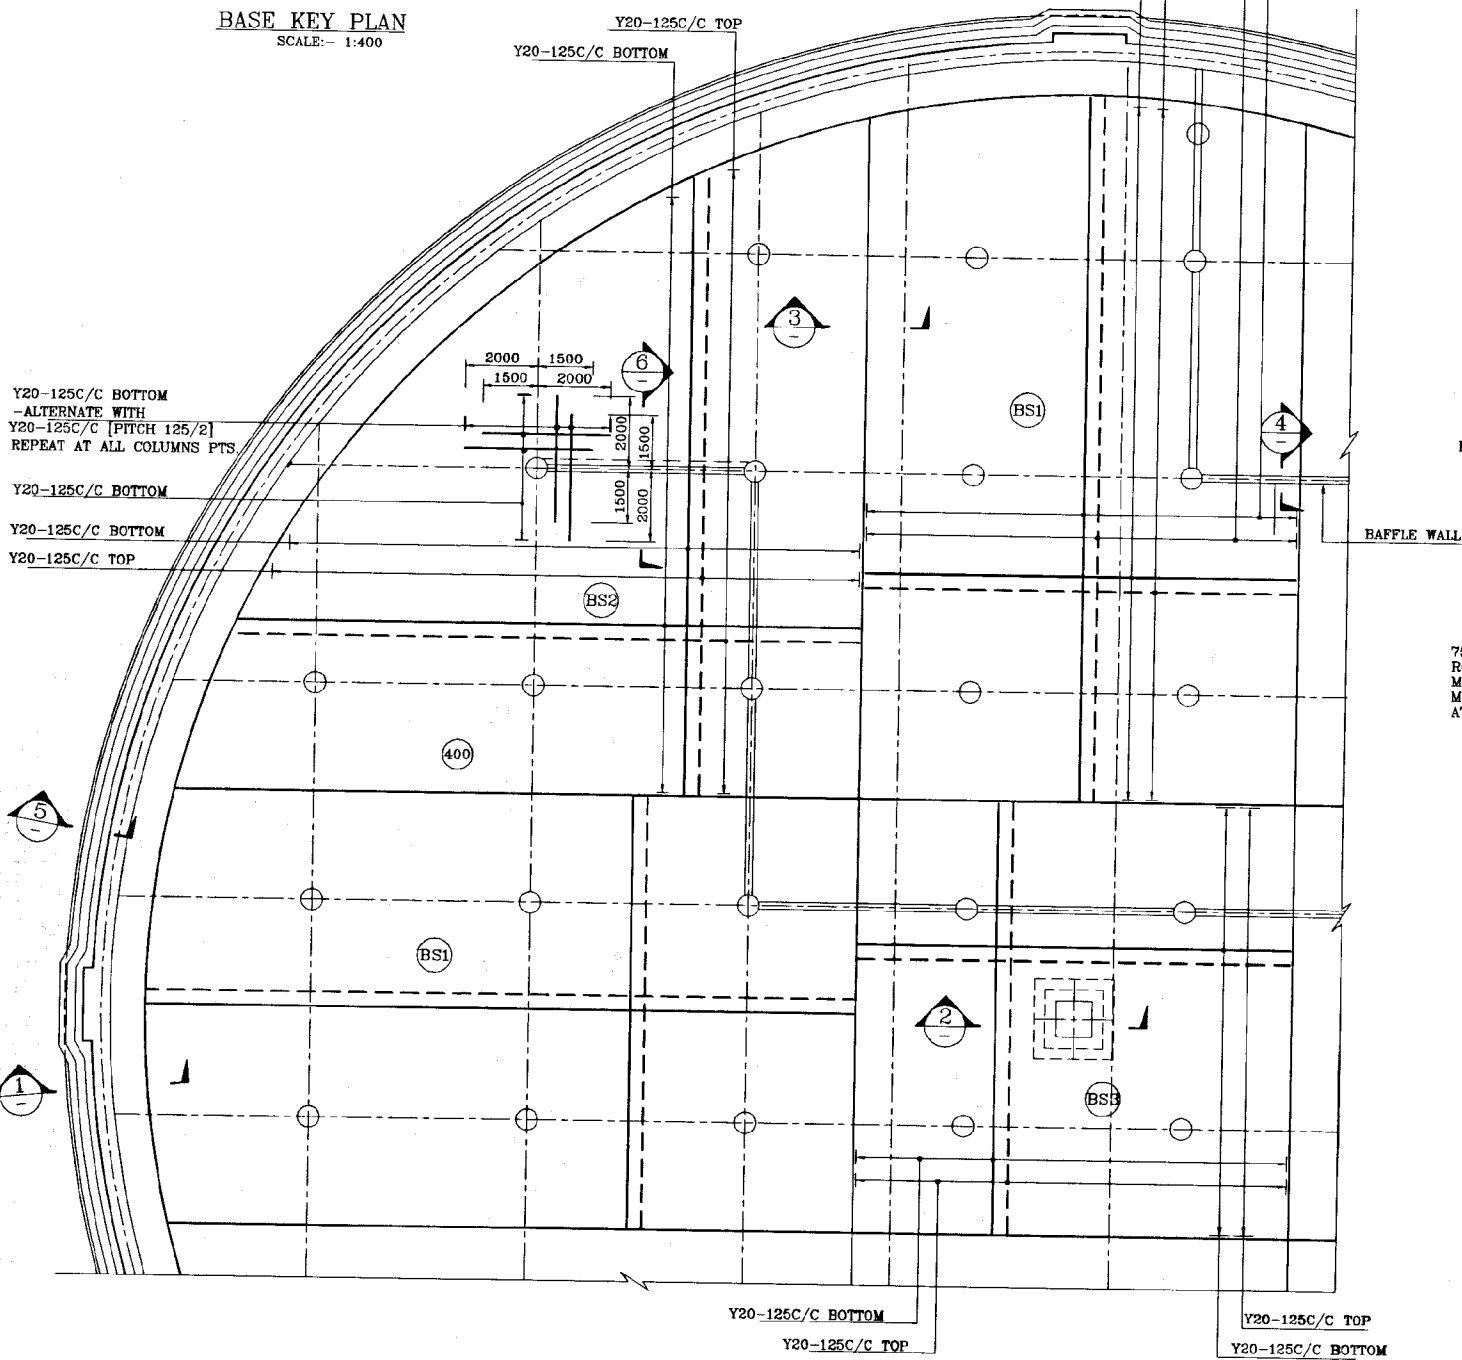 BASE KEY PLAN
SCALE:- 1:400
Y20-125C/C TOP
Y20-125C/C BOTTOM
3
-
6
-
2000 1500
1500 2000
2000
1500
1500
2000
Y20-125C/C BOTTOM
-ALTERNATE WITH
Y20-125C/C [PITCH 125/2]
REPEAT AT ALL COLUMNS PTS.
BS1
4
-
Y20-125C/C BOTTOM
Y20-125C/C BOTTOM
BAFFLE WALL
Y20-125C/C TOP
BS2
400
5
-
BS1
2
-
1
-
BS3
Y20-125C/C BOTTOM
Y20-125C/C TOP
Y20-125C/C TOP
Y20-125C/C BOTTOM